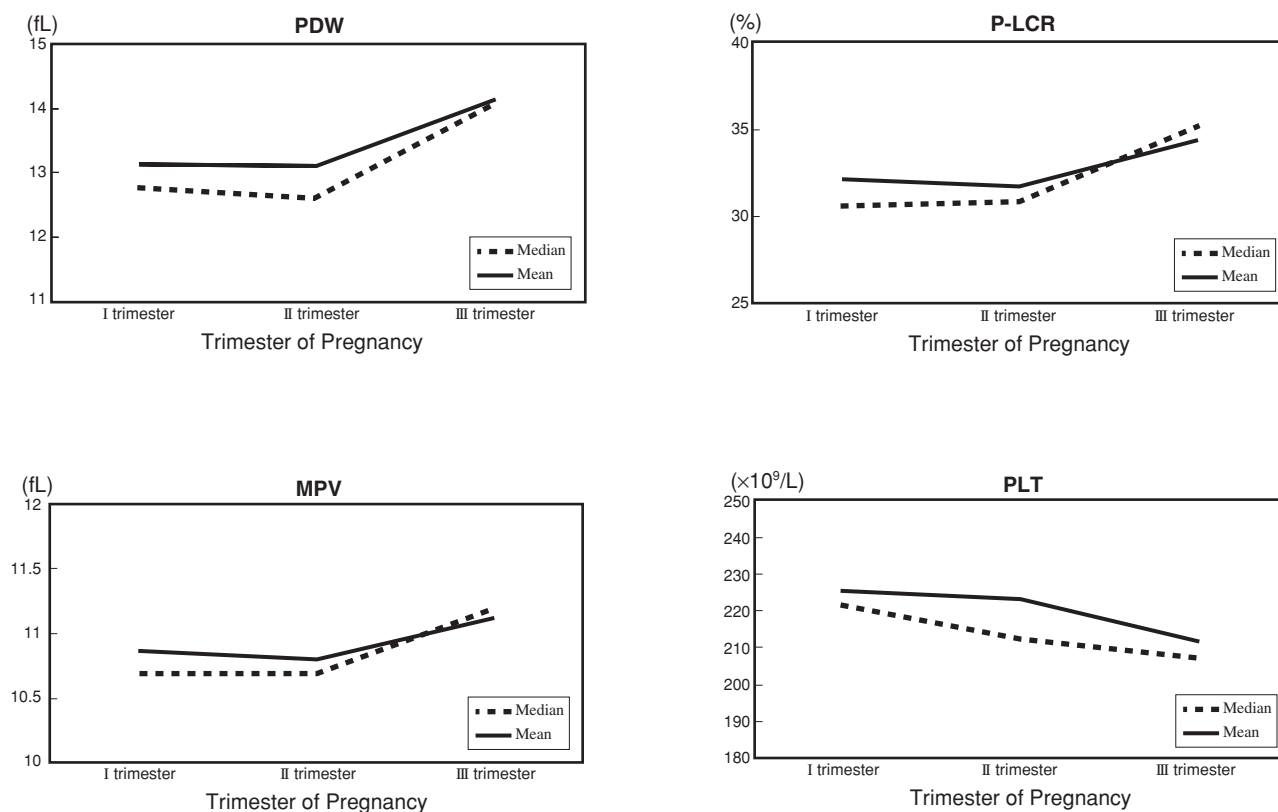 (fL)
PDW
15
14
13
12
11
Median
Mean
I trimester
II trimester
III trimester
Trimester of Pregnancy
(%)
P-LCR
40
35
30
25
Median
Mean
I trimester
II trimester
III trimester
Trimester of Pregnancy
(fL)
MPV
12
11.5
11
10.5
10
Median
Mean
I trimester
II trimester
III trimester
Trimester of Pregnancy
(×10⁹/L)
PLT
250
240
230
220
210
200
190
180
Median
Mean
I trimester
II trimester
III trimester
Trimester of Pregnancy